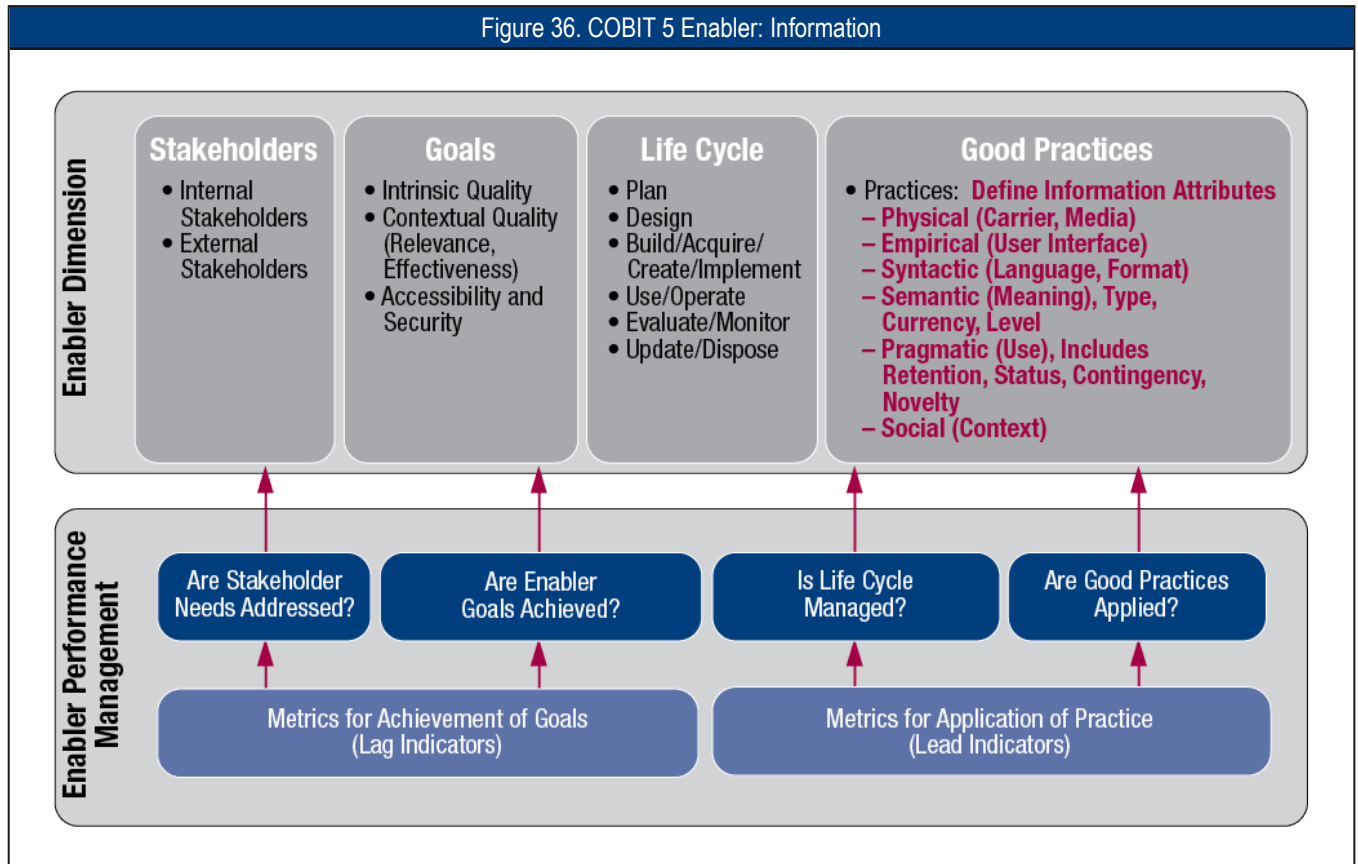 Figure 36. COBIT 5 Enabler: Information
Enabler Dimension
Stakeholders
• Internal
Stakeholders
• External
Stakeholders
Goals
• Intrinsic Quality
• Contextual Quality
(Relevance,
Effectiveness)
• Accessibility and
Security
Life Cycle
• Plan
• Design
• Build/Acquire/
Create/Implement
• Use/Operate
• Evaluate/Monitor
• Update/Dispose
Good Practices
• Practices: Define Information Attributes
– Physical (Carrier, Media)
– Empirical (User Interface)
– Syntactic (Language, Format)
– Semantic (Meaning), Type,
Currency, Level
– Pragmatic (Use), Includes
Retention, Status, Contingency,
Novelty
– Social (Context)
Enabler Performance
Management
Are Stakeholder
Needs Addressed?
Are Enabler
Goals Achieved?
Is Life Cycle
Managed?
Are Good Practices
Applied?
Metrics for Achievement of Goals
(Lag Indicators)
Metrics for Application of Practice
(Lead Indicators)